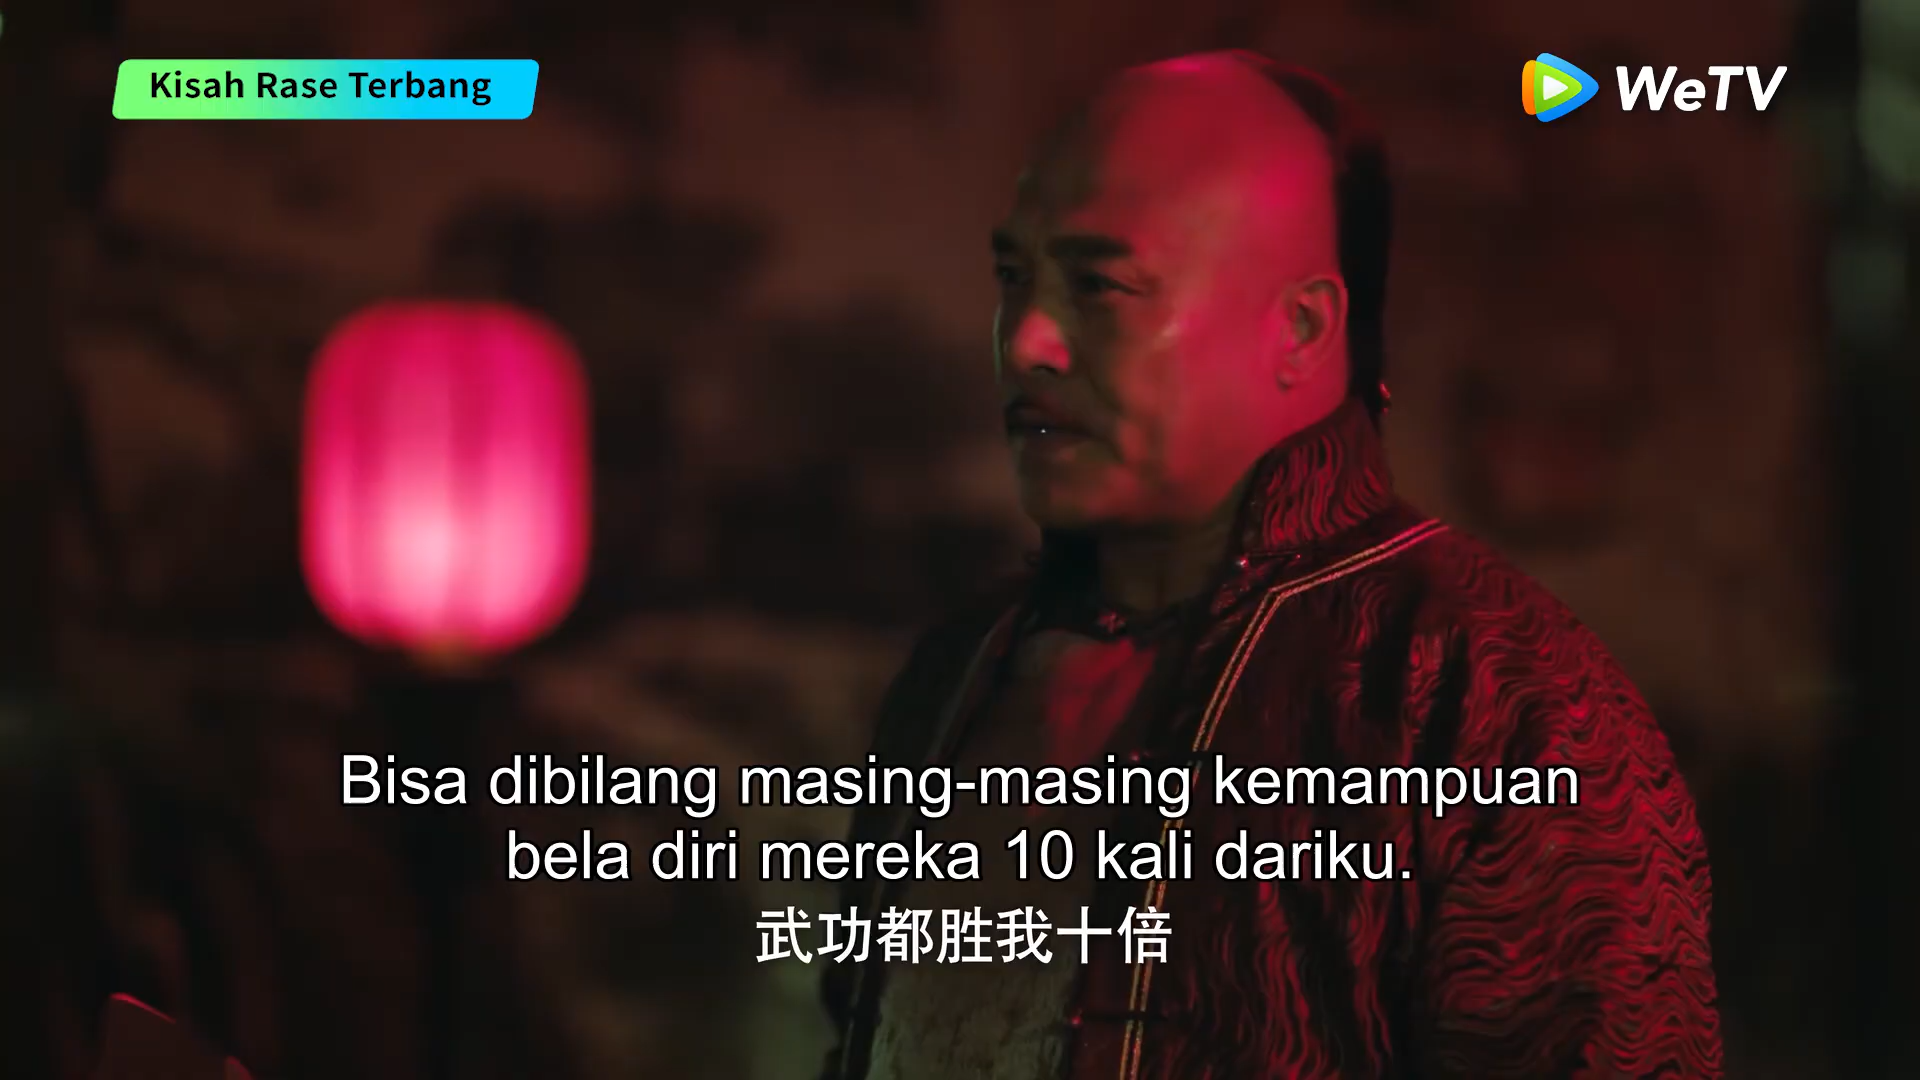 Kisah Rase Terbang
WeTV
Bisa dibilang masing-masing kemampuan
bela diri mereka 10 kali dariku.
武功都胜我十倍